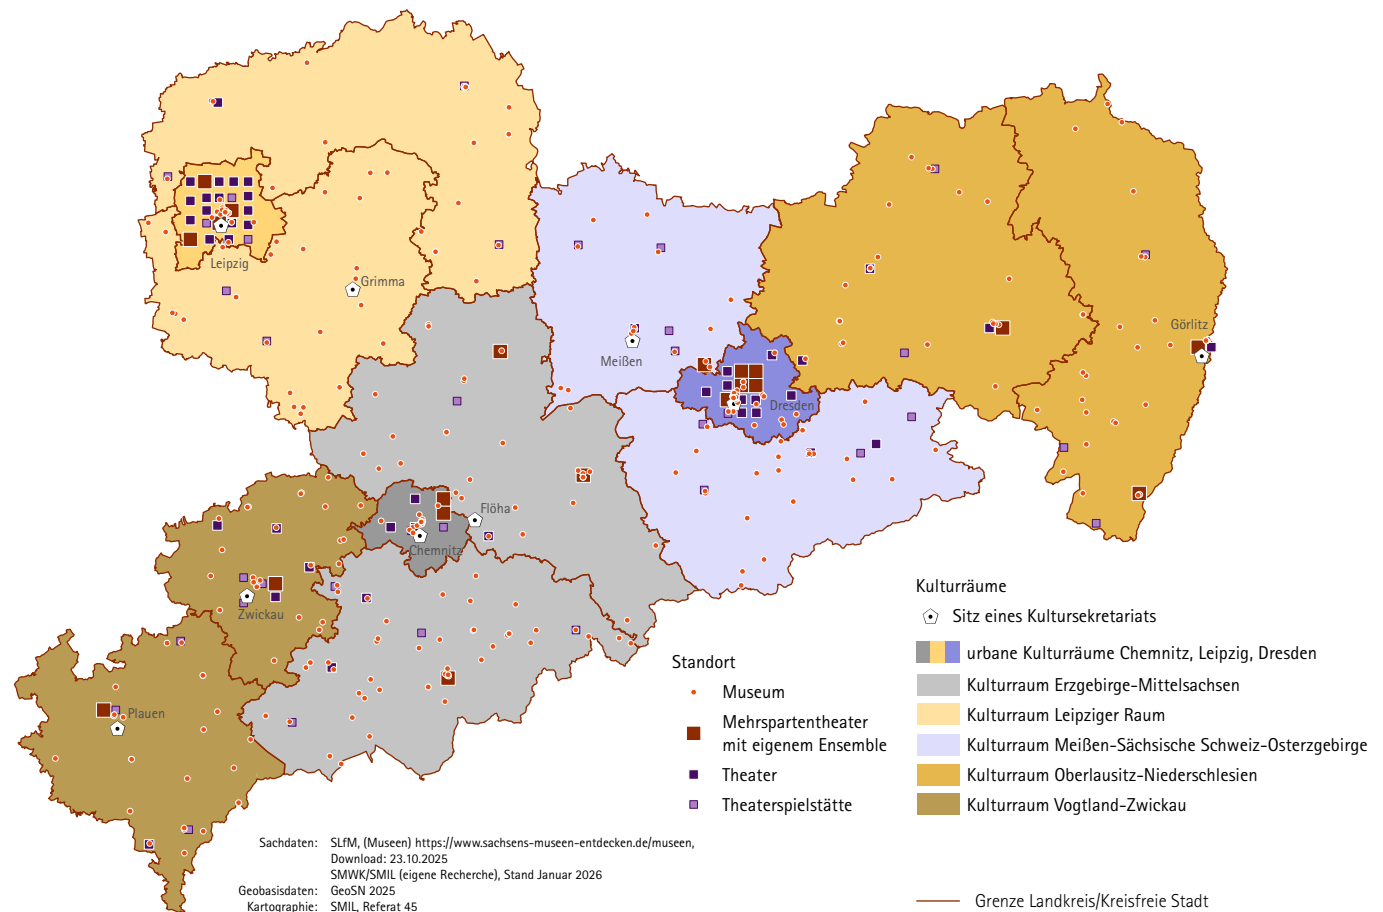 Leipzig
Grimma
Meißen
Görlitz
Dresden
Flöha
Chemnitz
Zwickau
Plauen
Standort
Museum
Mehrspartentheater
mit eigenem Ensemble
Theater
Theaterspielstätte
Kulturräume
Sitz eines Kultursekretariats
urbane Kulturräume Chemnitz, Leipzig, Dresden
Kulturraum Erzgebirge-Mittelsachsen
Kulturraum Leipziger Raum
Kulturraum Meißen-Sächsische Schweiz-Osterzgebirge
Kulturraum Oberlausitz-Niederschlesien
Kulturraum Vogtland-Zwickau
Grenze Landkreis/Kreisfreie Stadt
Sachdaten: SLfM, (Museen) https://www.sachsens-museen-entdecken.de/museen,
Download: 23.10.2025
SMWK/SMIL (eigene Recherche), Stand Januar 2026
Geobasisdaten: GeoSN 2025
Kartographie: SMIL, Referat 45